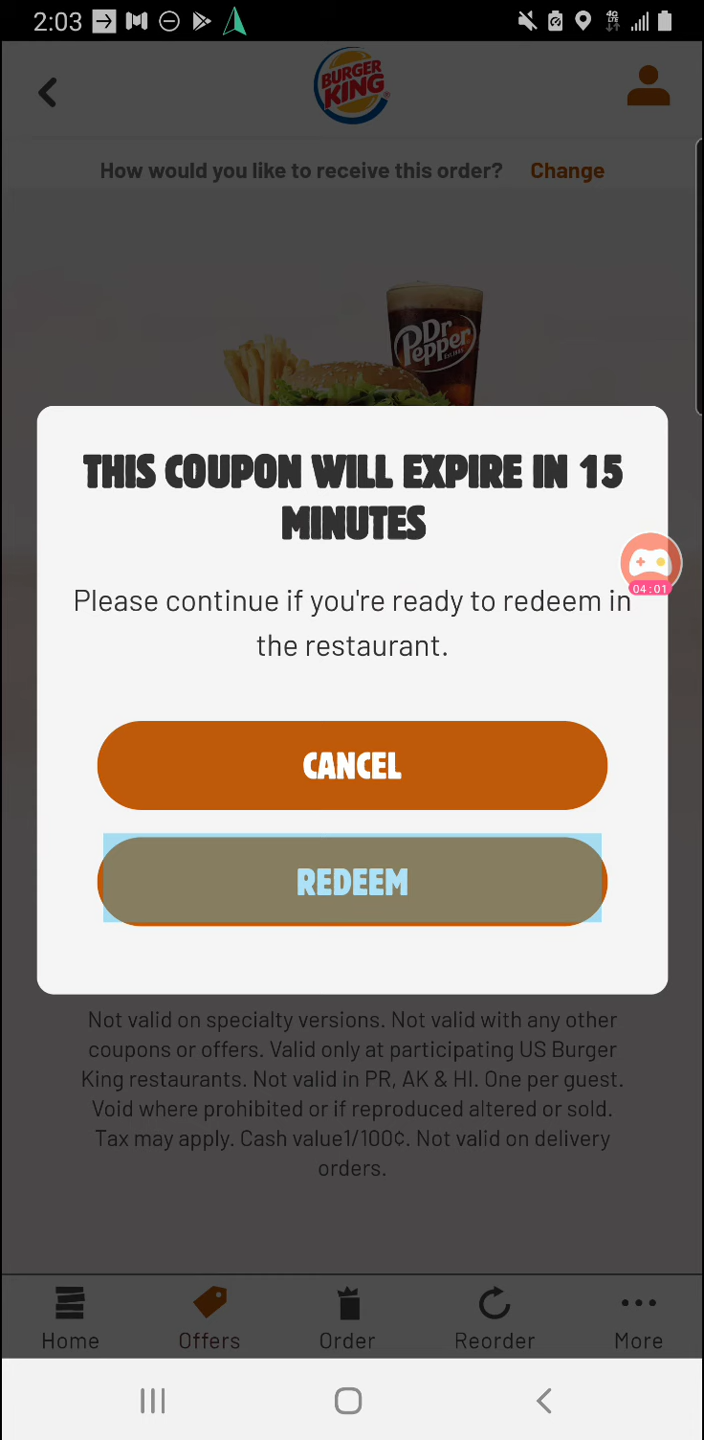 2:03
4G
LTE
BURGER
KING
How would you like to receive this order? Change
Dr
Pepper
THIS COUPON WILL EXPIRE IN 15
MINUTES
Please continue if you're ready to redeem in
the restaurant.
04:01
CANCEL
REDEEM
Not valid on specialty versions. Not valid with any other
coupons or offers. Valid only at participating US Burger
King restaurants. Not valid in PR, AK & HI. One per guest.
Void where prohibited or if reproduced altered or sold.
Tax may apply. Cash value1/100¢. Not valid on delivery
orders.
Home Offers Order Reorder More